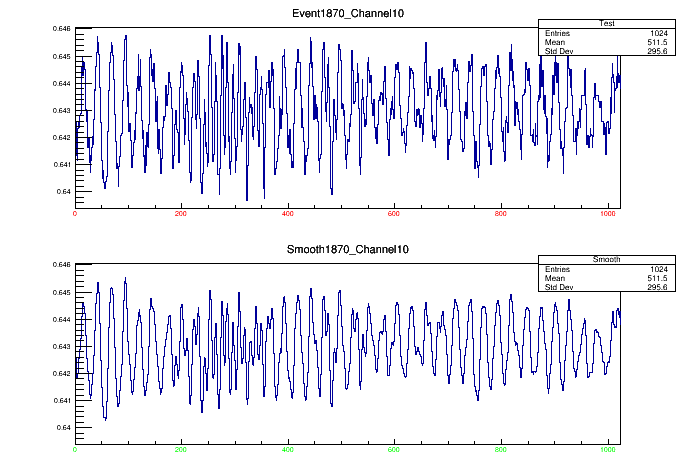 Event1870_Channel10
Test
Entries 1024
Mean 511.5
Std Dev 295.6
0.646
0.645
0.644
0.643
0.642
0.641
0.64
0 200 400 600 800 1000
Smooth1870_Channel10
Smooth
Entries 1024
Mean 511.5
Std Dev 295.6
0.646
0.645
0.644
0.643
0.642
0.641
0.64
0 200 400 600 800 1000